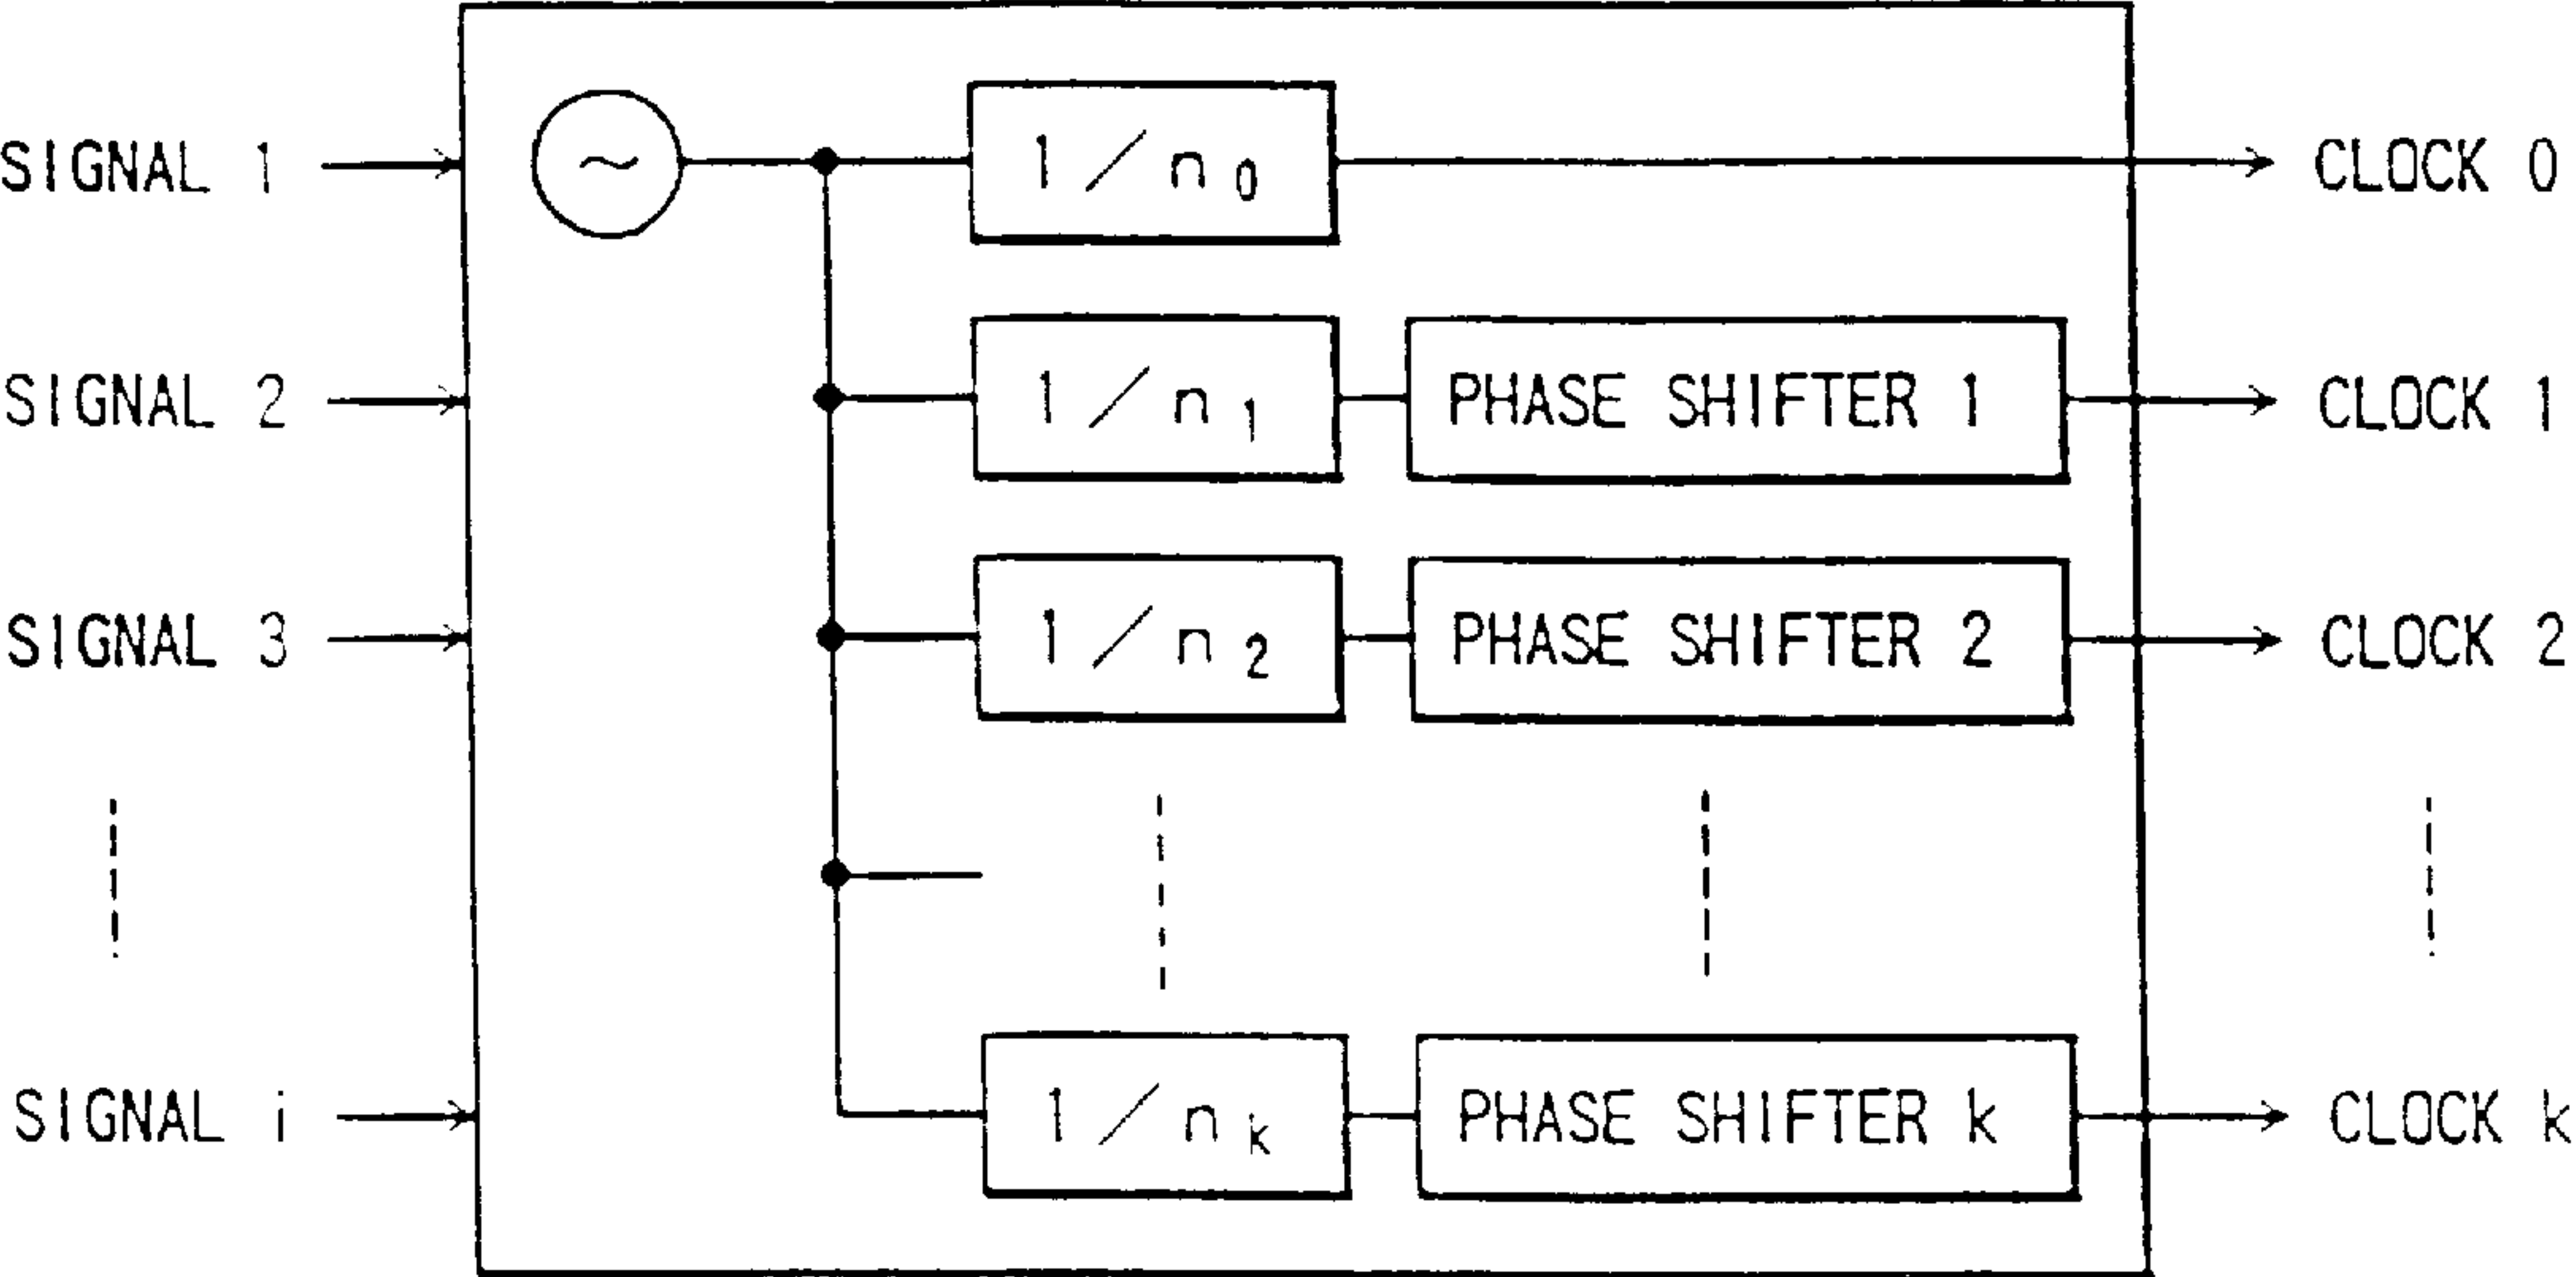 SIGNAL 1 ~ 1 / n₀ CLOCK 0
SIGNAL 2 1 / n₁ PHASE SHIFTER 1 CLOCK 1
SIGNAL 3 1 / n₂ PHASE SHIFTER 2 CLOCK 2
SIGNAL i 1 / nₖ PHASE SHIFTER k CLOCK k